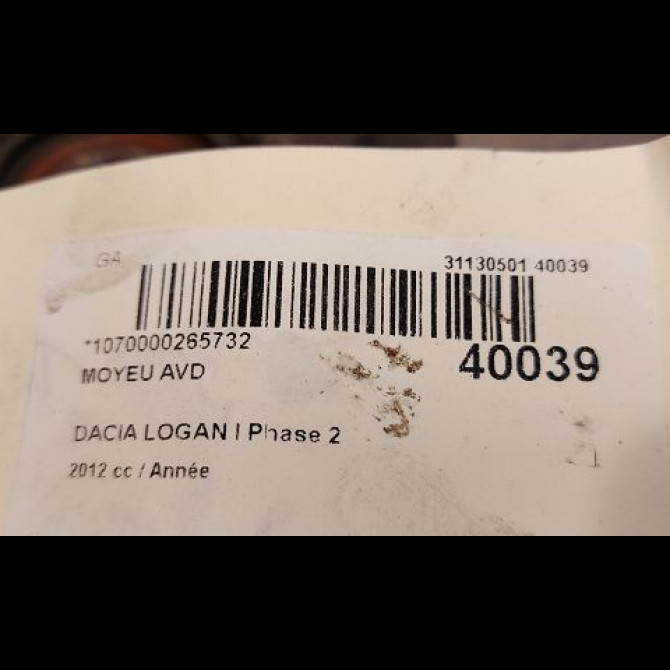 GA
31130501 40039
*1070000265732
40039
MOYEU AVD
DACIA LOGAN I Phase 2
2012 cc / Année